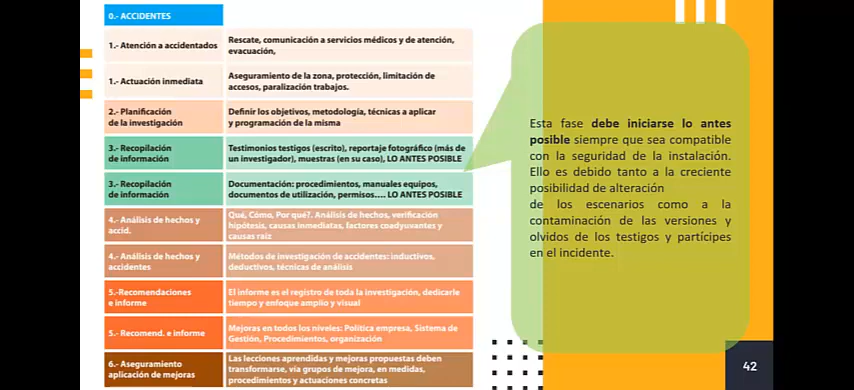 0.- ACCIDENTES
1.- Atención a accidentados
Rescate, comunicación a servicios médicos y de atención,
evacuación,
1.- Actuación inmediata
Aseguramiento de la zona, protección, limitación de
accesos, paralización trabajos.
2.- Planificación
de la investigación
Definir los objetivos, metodología, técnicas a aplicar
y programación de la misma
3.- Recopilación
de información
Testimonios testigos (escrito), reportaje fotográfico (más de
un investigador), muestras (en su caso), LO ANTES POSIBLE
3.- Recopilación
de información
Documentación: procedimientos, manuales equipos,
documentos de utilización, permisos.... LO ANTES POSIBLE
4.- Análisis de hechos y
accid.
Qué, Cómo, Por qué?. Análisis de hechos, verificación
hipótesis, causas inmediatas, factores coadyuvantes y
causas raíz
4.- Análisis de hechos y
accidentes
Métodos de investigación de accidentes: inductivos,
deductivos, técnicas de análisis
5.-Recomendaciones
e informe
El informe es el registro de toda la investigación, dedicarle
tiempo y enfoque amplio y visual
5.- Recomend. e informe
Mejoras en todos los niveles: Política empresa, Sistema de
Gestión, Procedimientos, organización
6.- Aseguramiento
aplicación de mejoras
Las lecciones aprendidas y mejoras propuestas deben
transformarse, vía grupos de mejora, en medidas,
procedimientos y actuaciones concretas
Esta fase debe iniciarse lo antes
posible siempre que sea compatible
con la seguridad de la instalación.
Ello es debido tanto a la creciente
posibilidad de alteración
de los escenarios como a la
contaminación de las versiones y
olvidos de los testigos y partícipes
en el incidente.
42